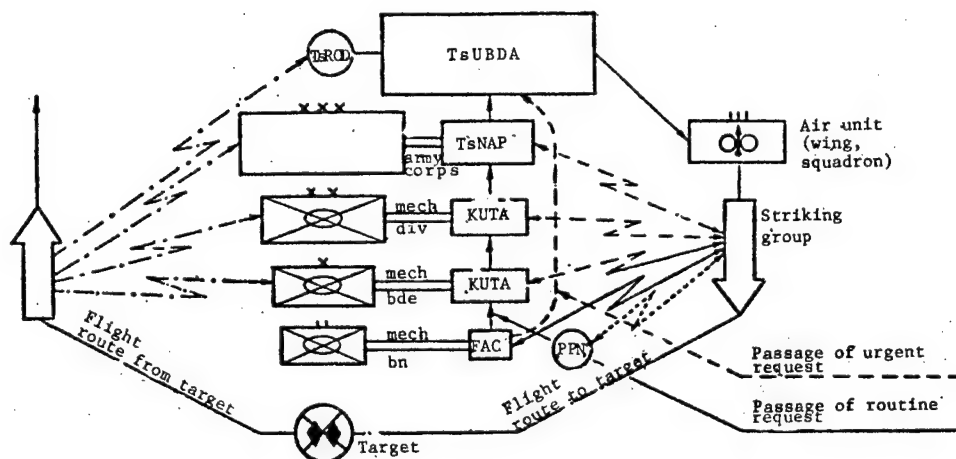 TsROD
TsUBDA
Air unit
(wing,
squadron)
TsNAP
army
corps
Striking
group
mech
div
KUTA
mech
bde
KUTA
mech
bn
FAC
PPN
Passage of urgent
request
Passage of routine
request
Flight
route from target
Flight
route to target
Target